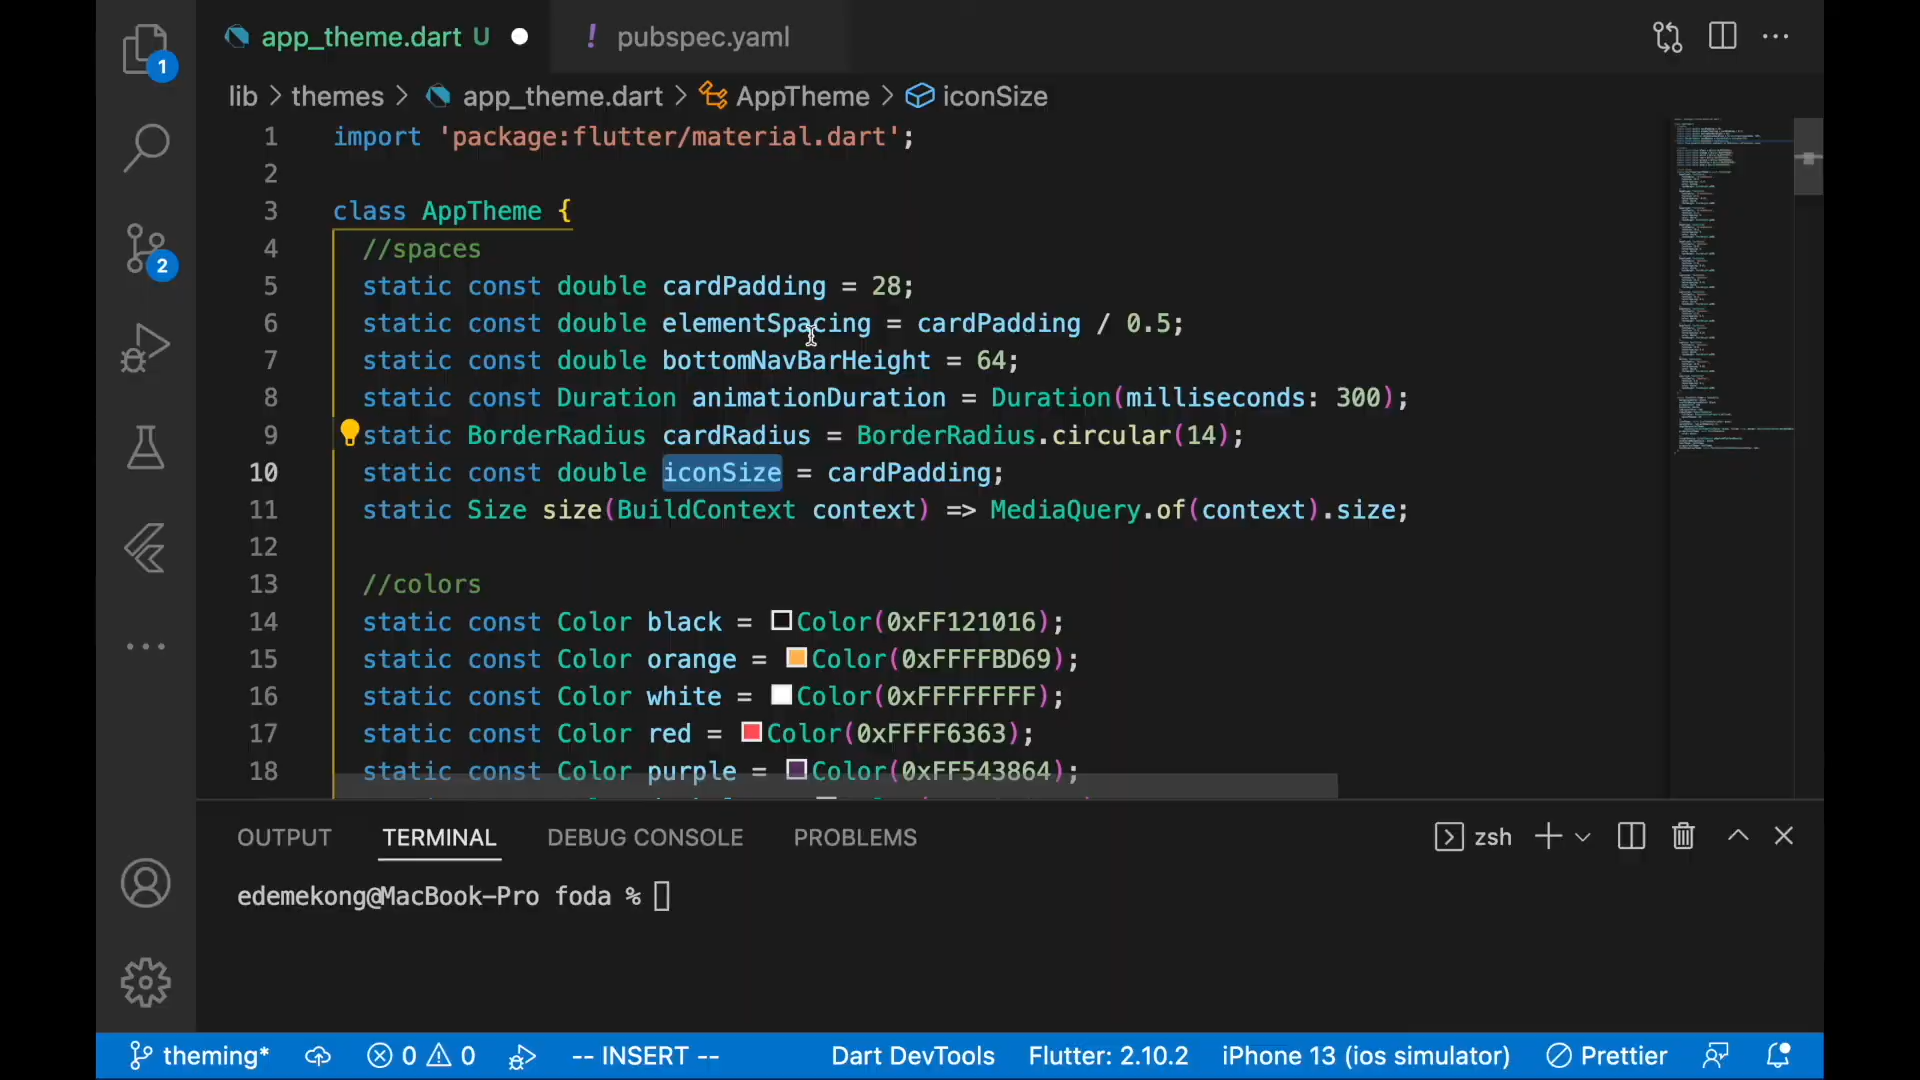 app_theme.dart U
! pubspec.yaml
1
lib > themes > app_theme.dart > AppTheme > iconSize
1 import 'package:flutter/material.dart';
2
3 class AppTheme {
4 //spaces
2
5 static const double cardPadding = 28;
6 static const double elementSpacing = cardPadding / 0.5;
7 static const double bottomNavBarHeight = 64;
8 static const Duration animationDuration = Duration(milliseconds: 300);
9 static BorderRadius cardRadius = BorderRadius.circular(14);
10 static const double iconSize = cardPadding;
11 static Size size(BuildContext context) => MediaQuery.of(context).size;
12
13 //colors
14 static const Color black = Color(0xFF121016);
15 static const Color orange = Color(0xFFFFBD69);
16 static const Color white = Color(0xFFFFFFFF);
17 static const Color red = Color(0xFFFF6363);
18 static const Color purple = Color(0xFF543864);
OUTPUT TERMINAL DEBUG CONSOLE PROBLEMS zsh
edemekong@MacBook-Pro foda %
theming* 0 0 -- INSERT -- Dart DevTools Flutter: 2.10.2 iPhone 13 (ios simulator) Prettier